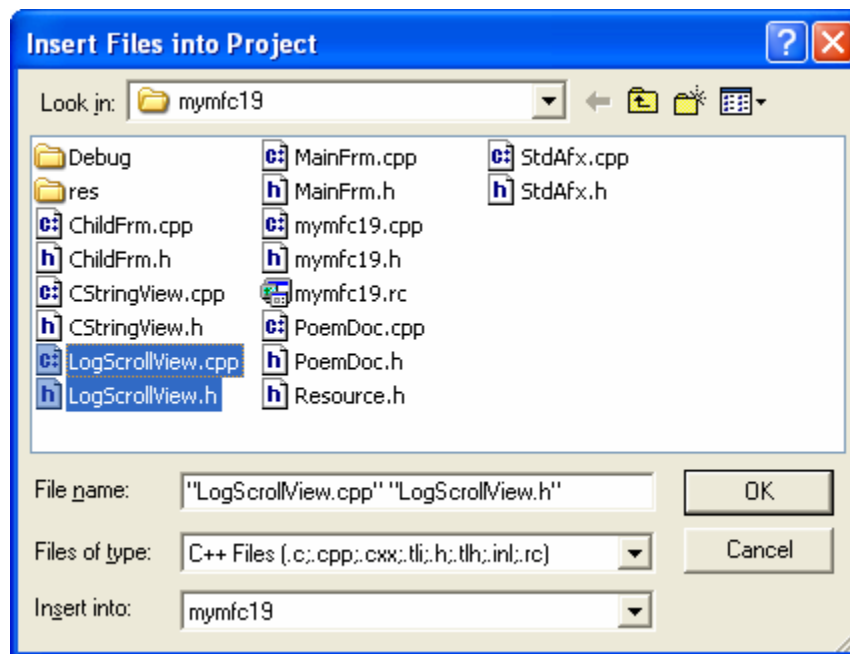 Insert Files into Project
Look in: mymfc19
Debug
res
ChildFrm.cpp
ChildFrm.h
CStringView.cpp
CStringView.h
LogScrollView.cpp
LogScrollView.h
MainFrm.cpp
MainFrm.h
mymfc19.cpp
mymfc19.h
mymfc19.rc
PoemDoc.cpp
PoemDoc.h
Resource.h
StdAfx.cpp
StdAfx.h
File name: "LogScrollView.cpp" "LogScrollView.h" OK
Files of type: C++ Files (.c;.cpp;.cxx;.tli;.h;.tlh;.inl;.rc) Cancel
Insert into: mymfc19